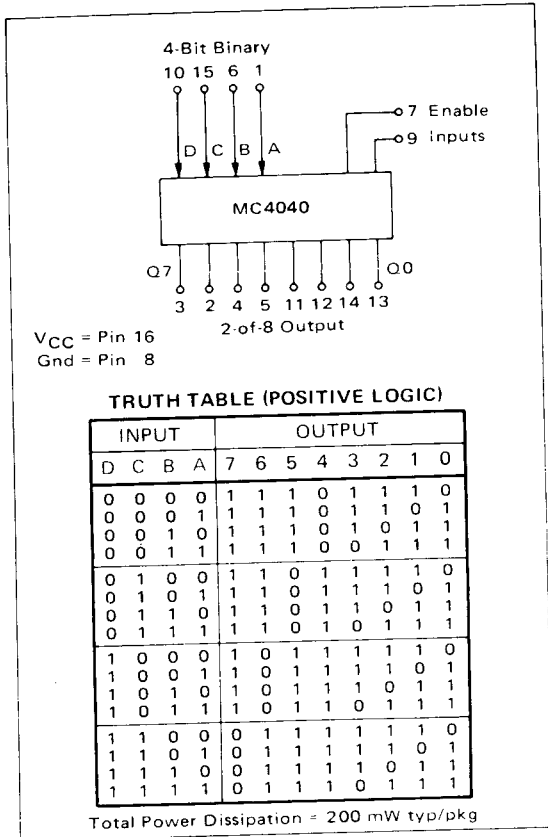 4-Bit Binary
10 15 6 1
7 Enable
9 Inputs
D C B A
MC4040
Q7 Q0
3 2 4 5 11 12 14 13
2-of-8 Output
VCC = Pin 16
Gnd = Pin 8
TRUTH TABLE (POSITIVE LOGIC)
INPUT OUTPUT
D C B A 7 6 5 4 3 2 1 0
0 0 0 0 1 1 1 0 1 1 1 0
0 0 0 1 1 1 1 0 1 1 0 1
0 0 1 0 1 1 1 0 1 0 1 1
0 0 1 1 1 1 1 0 0 1 1 1
0 1 0 0 1 1 0 1 1 1 1 0
0 1 0 1 1 1 0 1 1 1 0 1
0 1 1 0 1 1 0 1 1 0 1 1
0 1 1 1 1 1 0 1 0 1 1 1
1 0 0 0 1 0 1 1 1 1 1 0
1 0 0 1 1 0 1 1 1 1 0 1
1 0 1 0 1 0 1 1 1 0 1 1
1 0 1 1 1 0 1 1 0 1 1 1
1 1 0 0 0 1 1 1 1 1 1 0
1 1 0 1 0 1 1 1 1 1 0 1
1 1 1 0 0 1 1 1 1 0 1 1
1 1 1 1 0 1 1 1 0 1 1 1
Total Power Dissipation = 200 mW typ/pkg